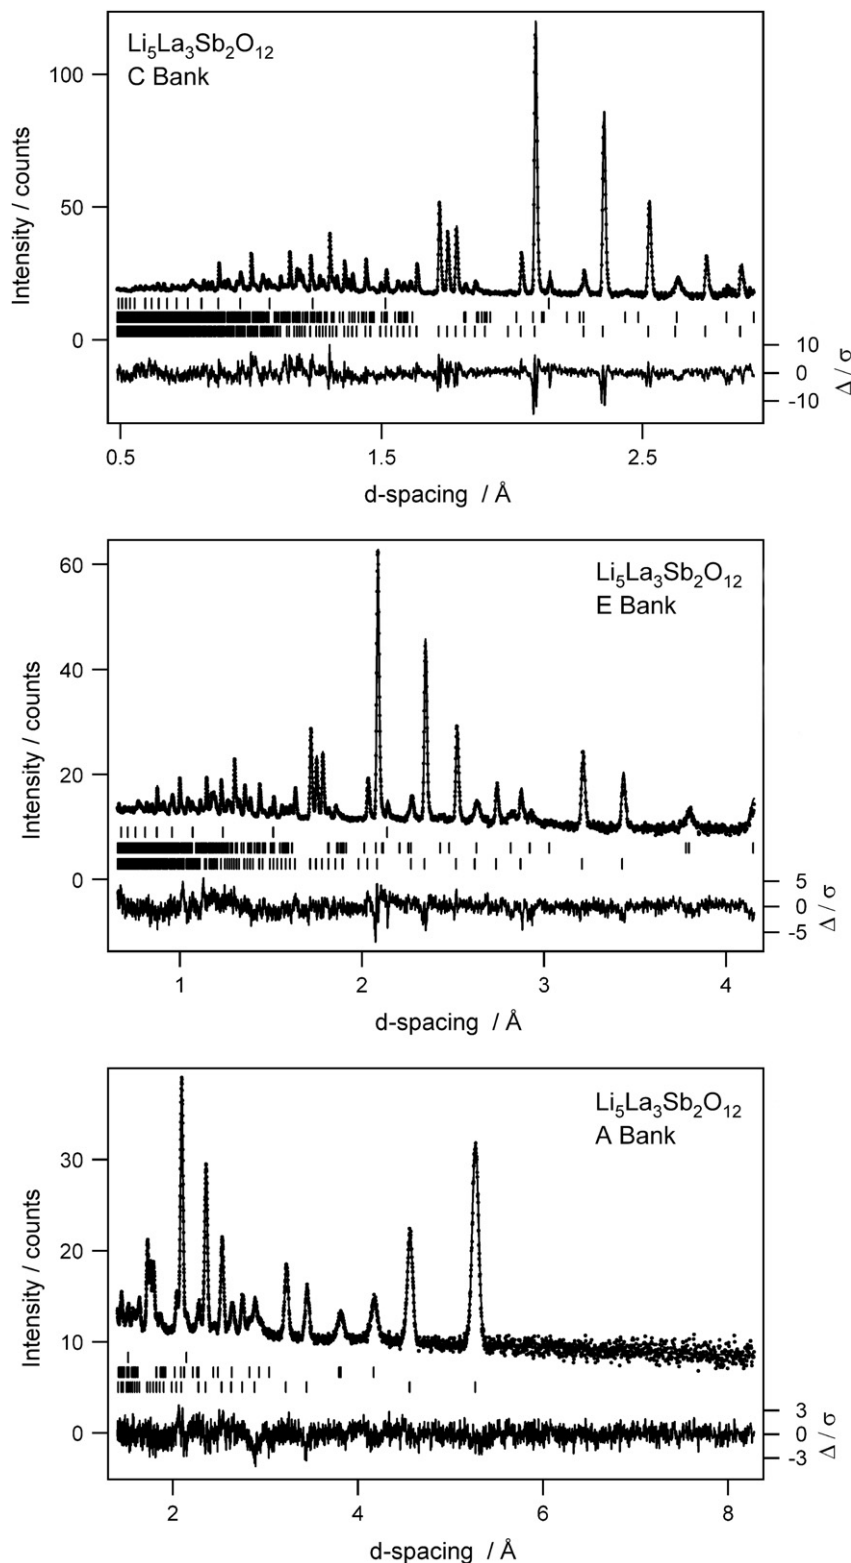 Li₅La₃Sb₂O₁₂
C Bank
Intensity / counts
100
50
0
10
0
-10
Δ / σ
0.5
1.5
2.5
d-spacing / Å
Li₅La₃Sb₂O₁₂
E Bank
Intensity / counts
60
40
20
0
5
0
-5
Δ / σ
1
2
3
4
d-spacing / Å
Li₅La₃Sb₂O₁₂
A Bank
Intensity / counts
30
20
10
0
3
0
-3
Δ / σ
2
4
6
8
d-spacing / Å